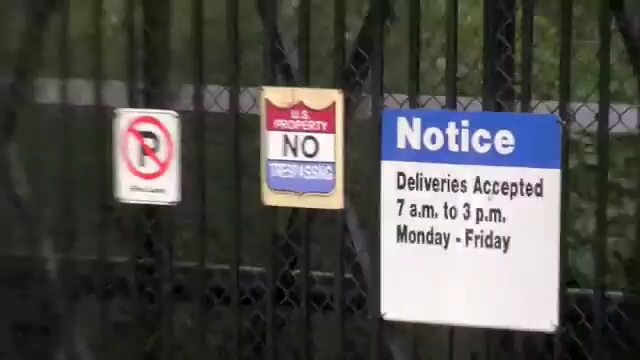 P
U.S.
PROPERTY
NO
TRESPASSING
Notice
Deliveries Accepted
7 a.m. to 3 p.m.
Monday - Friday